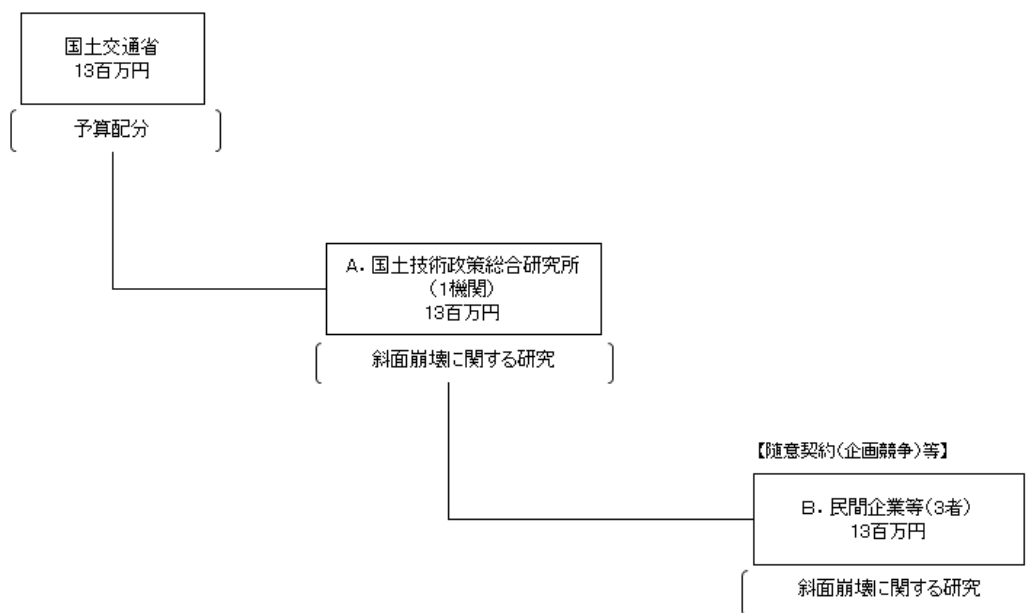 国土交通省
13百万円
予算配分
A．国土技術政策総合研究所
（1機関）
13百万円
斜面崩壊に関する研究
【随意契約（企画競争）等】
B．民間企業等（3者）
13百万円
斜面崩壊に関する研究